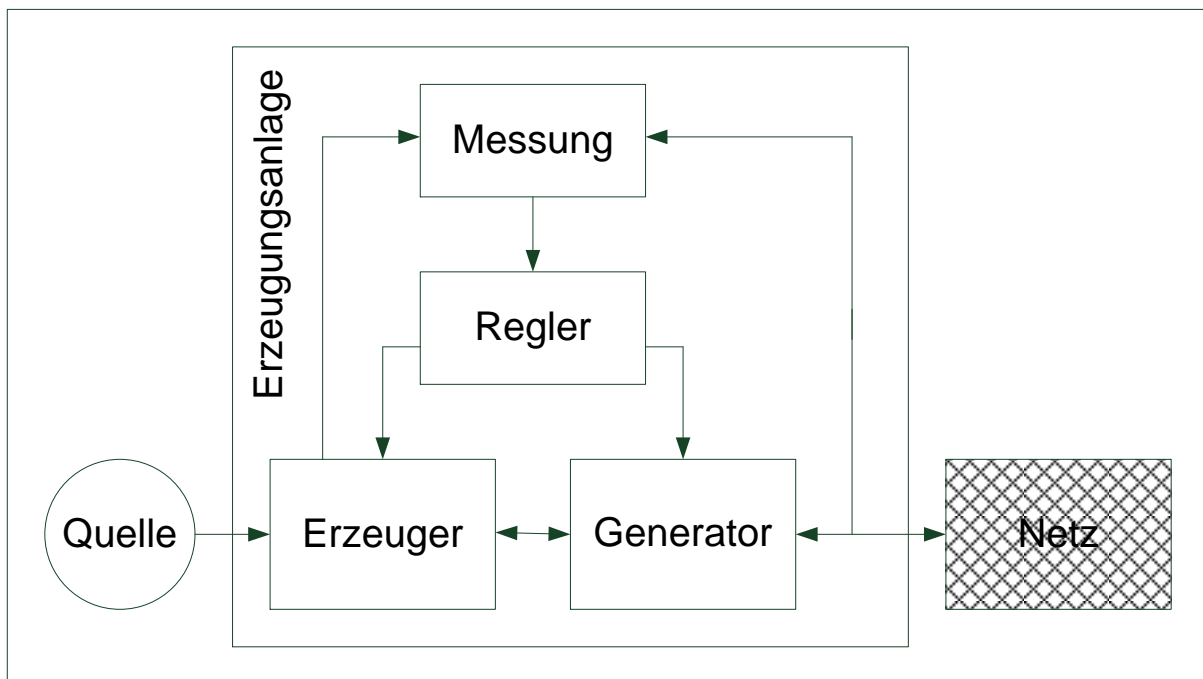 Erzeugungsanlage
Messung
Regler
Quelle
Erzeuger
Generator
Netz